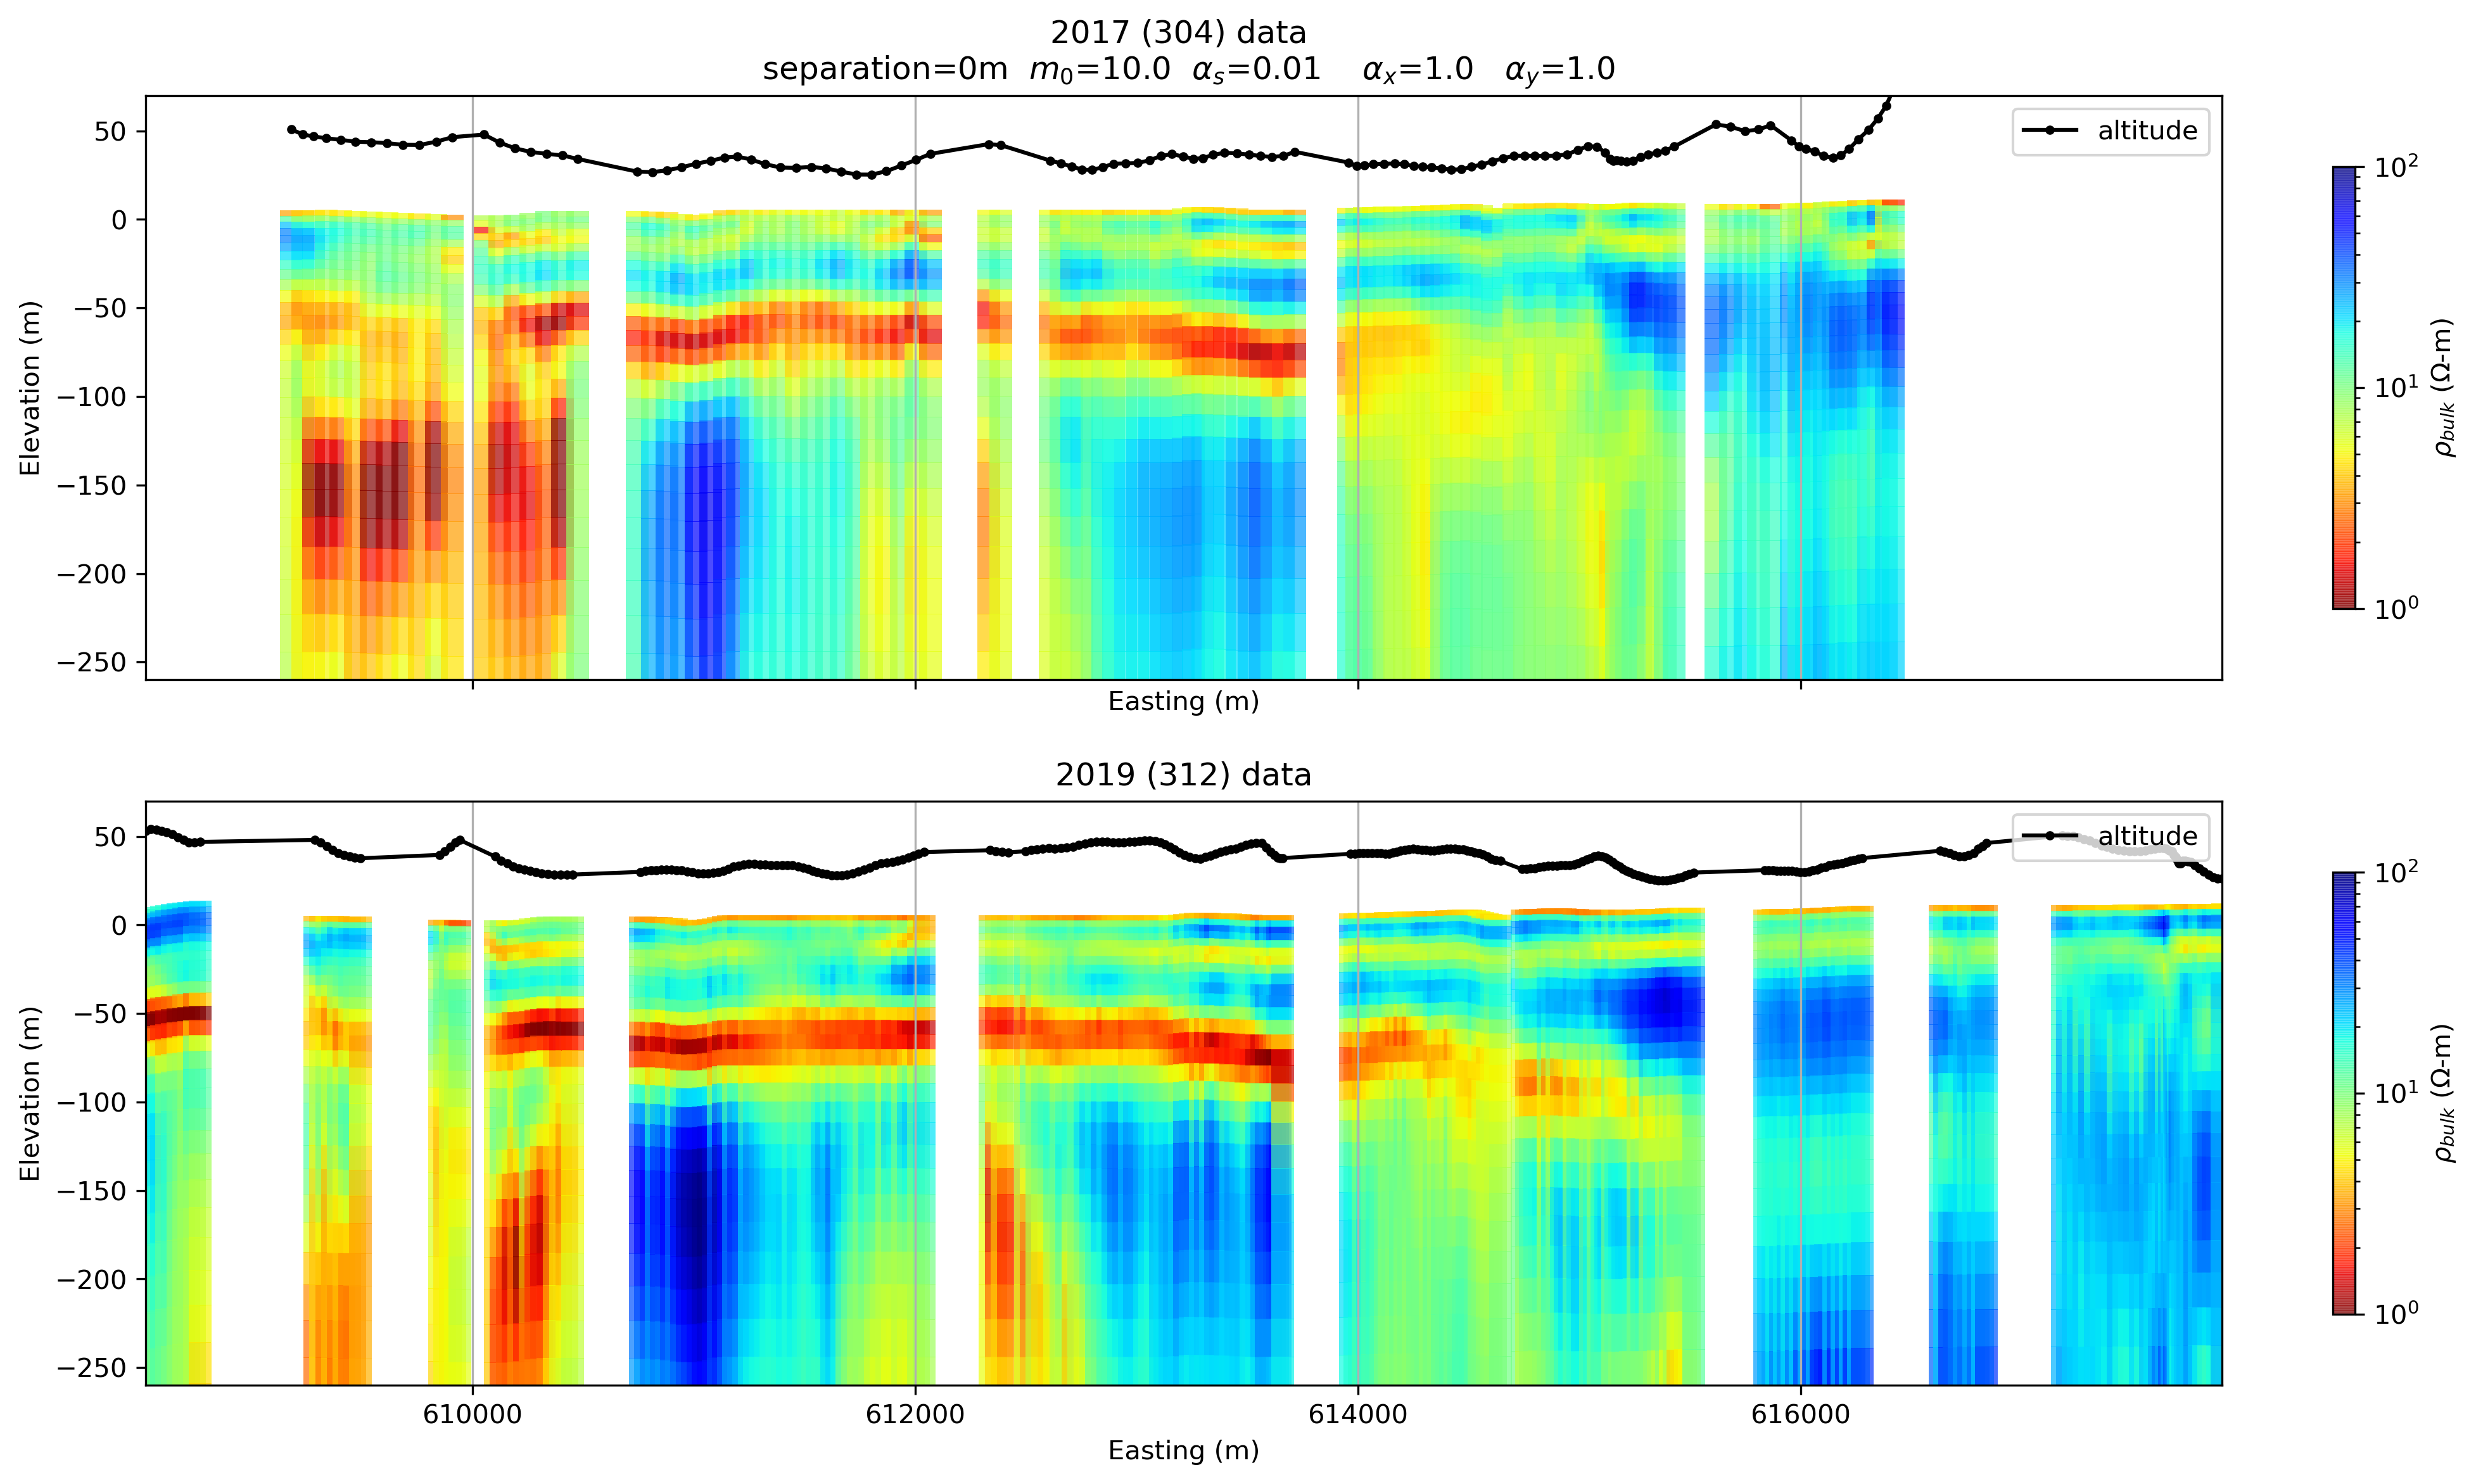 2017 (304) data
separation=0m m₀=10.0 αₛ=0.01 αₓ=1.0 α_y=1.0
altitude
50
0
−50
−100
−150
−200
−250
Elevation (m)
Easting (m)
10²
10¹
10⁰
ρ_bulk (Ω-m)
2019 (312) data
altitude
50
0
−50
−100
−150
−200
−250
Elevation (m)
610000
612000
614000
616000
Easting (m)
10²
10¹
10⁰
ρ_bulk (Ω-m)